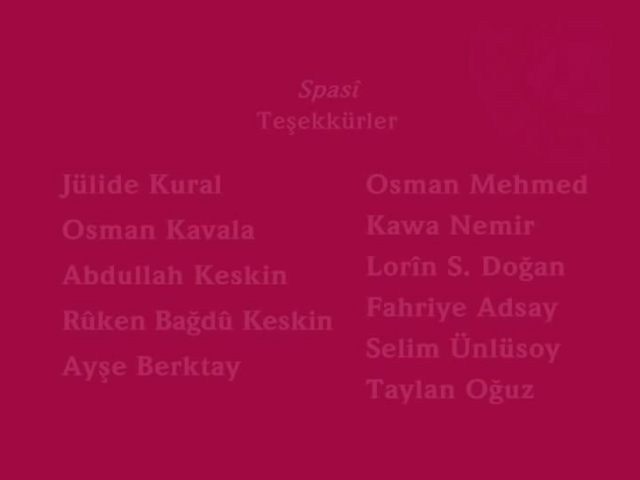 Spasî
Teşekkürler
Jülide Kural
Osman Kavala
Abdullah Keskin
Rûken Bağdû Keskin
Ayşe Berktay
Osman Mehmed
Kawa Nemir
Lorîn S. Doğan
Fahriye Adsay
Selim Ünlüsoy
Taylan Oğuz